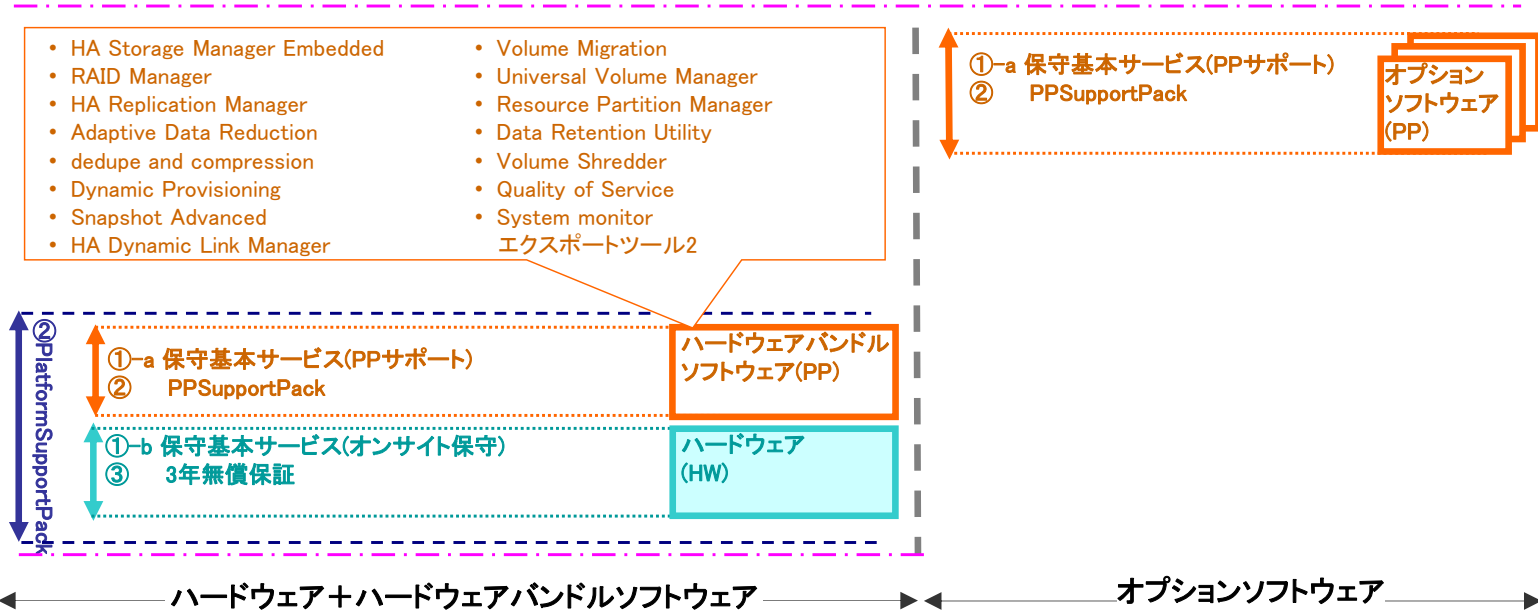 • HA Storage Manager Embedded
• RAID Manager
• HA Replication Manager
• Adaptive Data Reduction
• dedupe and compression
• Dynamic Provisioning
• Snapshot Advanced
• HA Dynamic Link Manager
• Volume Migration
• Universal Volume Manager
• Resource Partition Manager
• Data Retention Utility
• Volume Shredder
• Quality of Service
• System monitor
エクスポートツール2
①-a 保守基本サービス(PPサポート)
② PPSupportPack
オプション
ソフトウェア
(PP)
②PlatformSupportPack
①-a 保守基本サービス(PPサポート)
② PPSupportPack
ハードウェアバンドル
ソフトウェア(PP)
①-b 保守基本サービス(オンサイト保守)
③ 3年無償保証
ハードウェア
(HW)
ハードウェア＋ハードウェアバンドルソフトウェア
オプションソフトウェア